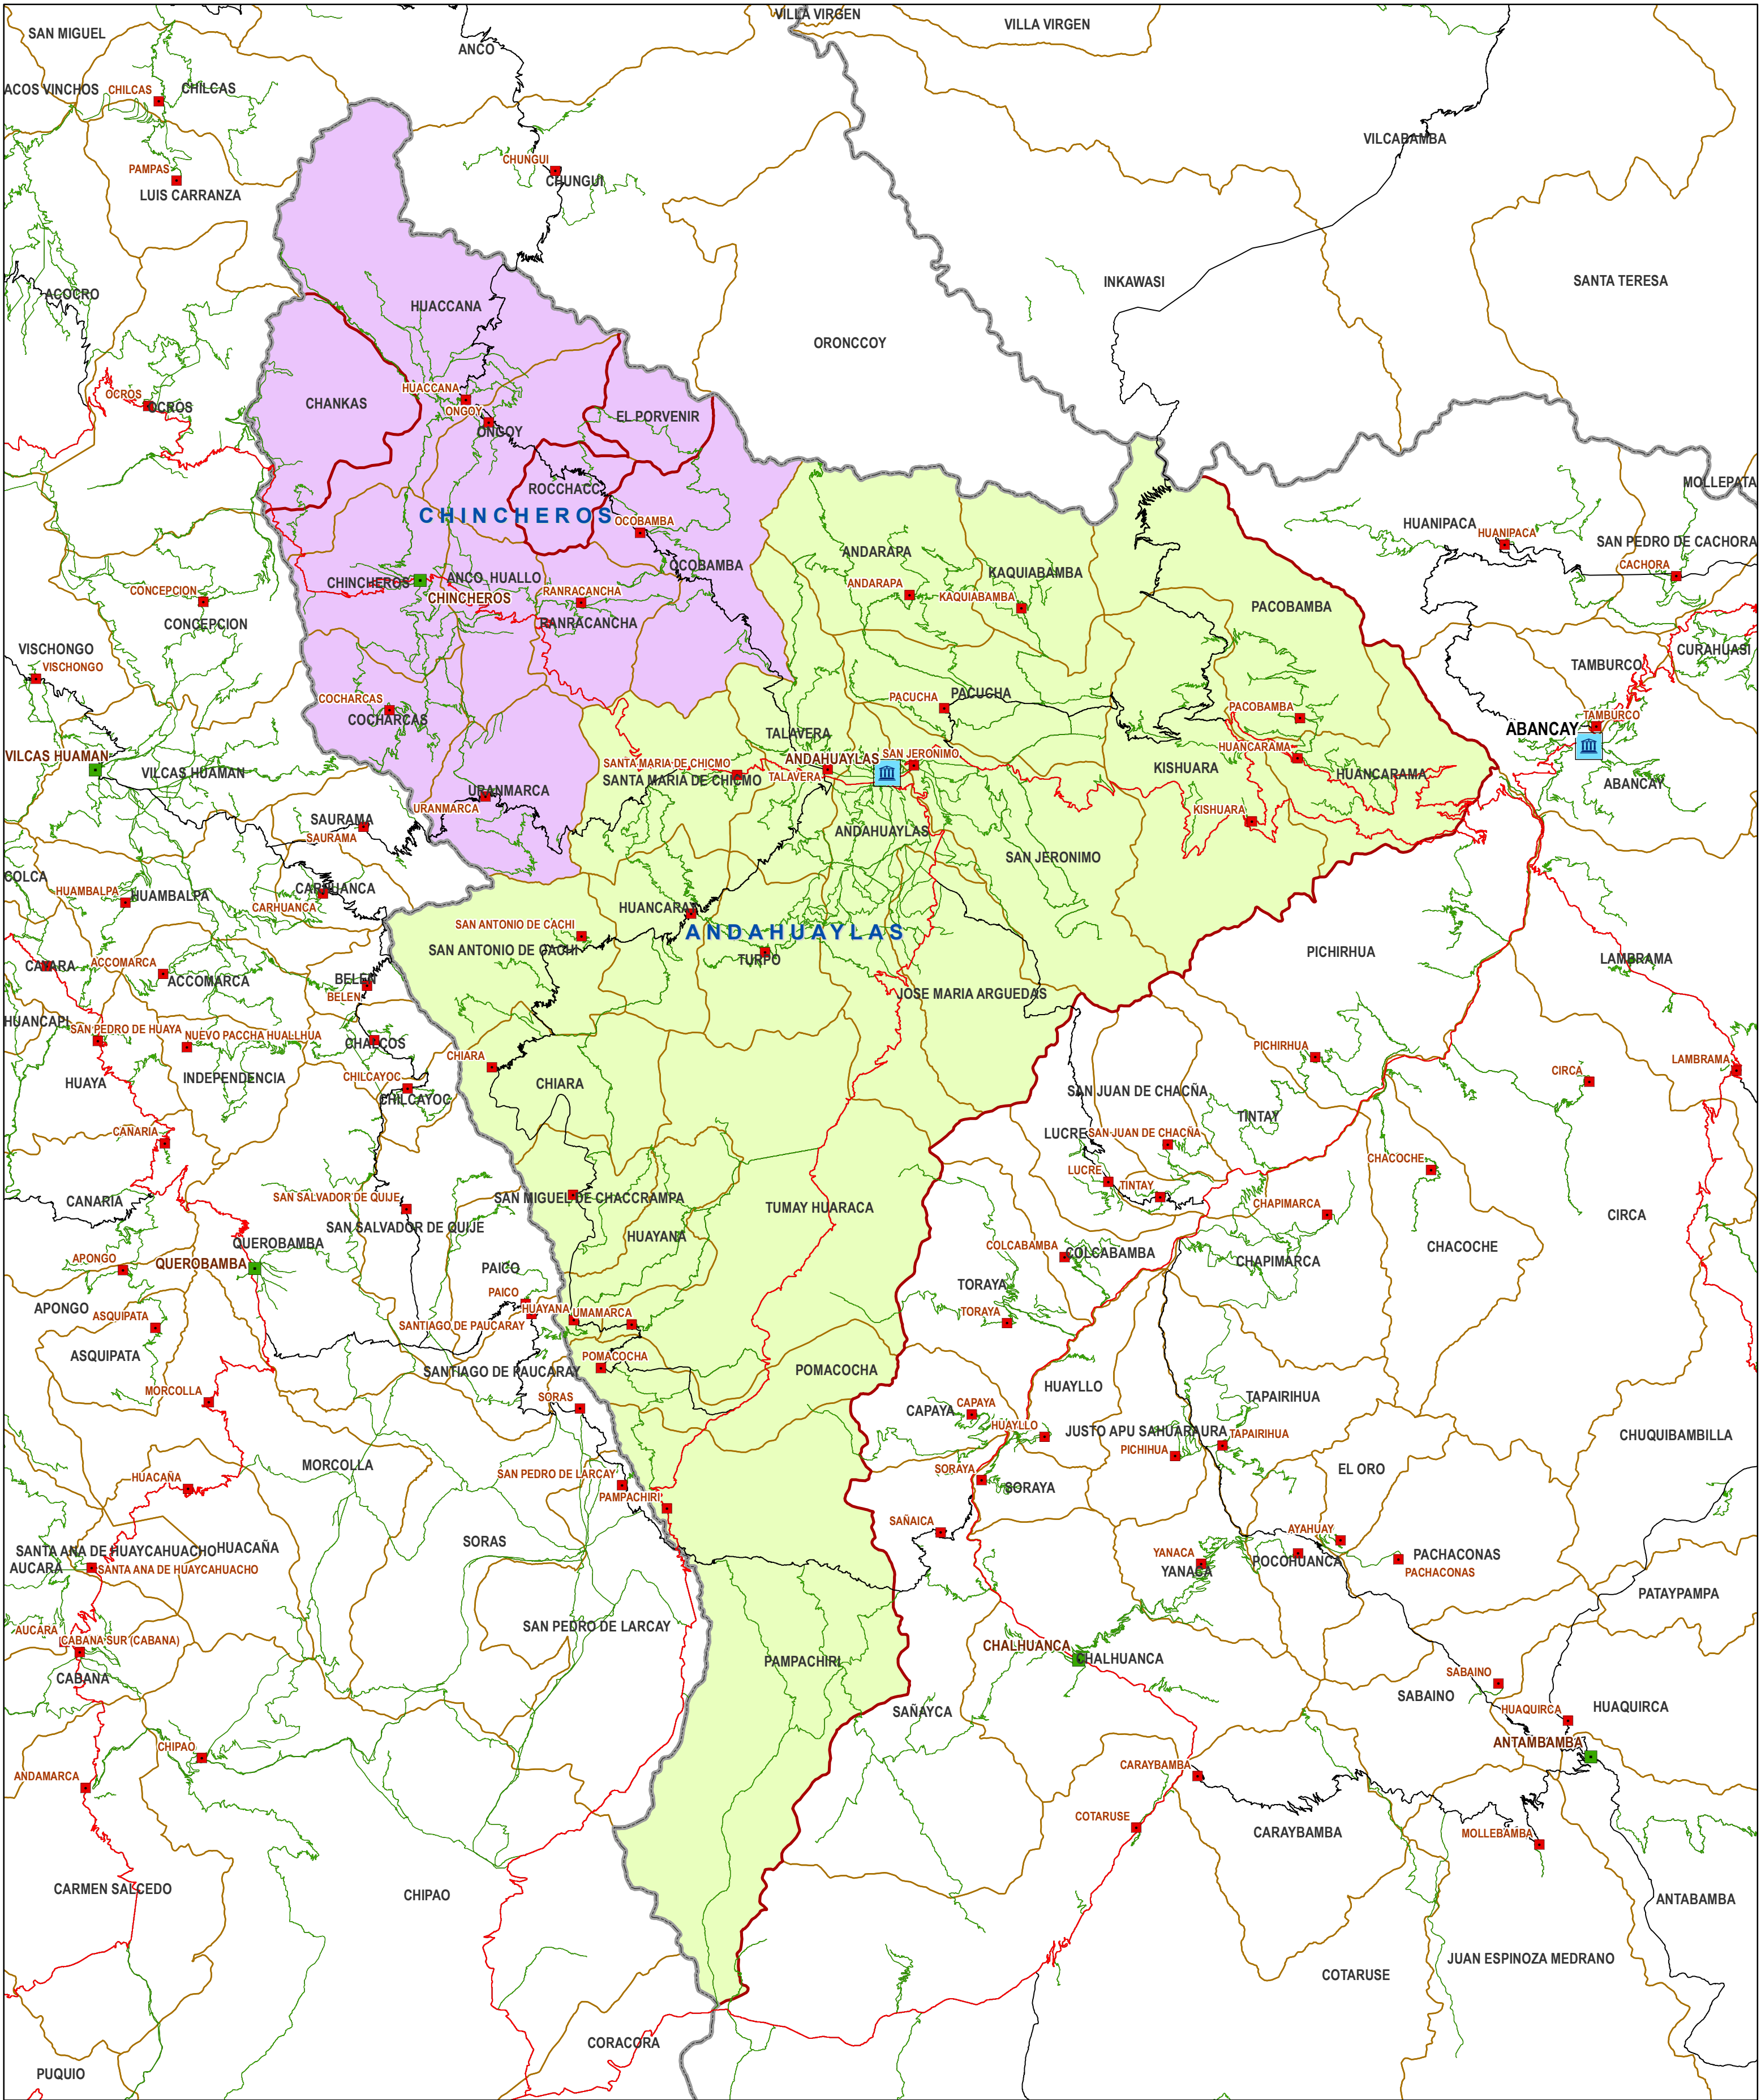 VILLA VIRGEN
VILLA VIRGEN
SAN MIGUEL
ANCO
ACOS VINCHOS
CHILCAS
CHILCAS
VILCABAMBA
CHUNGUI
CHUNGUI
PAMPAS
LUIS CARRANZA
INKAWASI
SANTA TERESA
ACOCRO
HUACCANA
ORONCCOY
OCROS
OCROS
CHANKAS
HUACCANA
ONGOY
ONGOY
EL PORVENIR
ROCCHACC
CHINCHEROS
OCOBAMBA
OCOBAMBA
MOLLEPATA
HUANIPACA
HUANIPACA
SAN PEDRO DE CACHORA
CACHORA
ANDARAPA
ANDARAPA
KAQUIABAMBA
KAQUIABAMBA
CHINCHEROS
ANCO_HUALLO
CHINCHEROS
RANRACANCHA
RANRACANCHA
PACOBAMBA
CONCEPCION
CONCEPCION
VISCHONGO
VISCHONGO
CURAHUASI
TAMBURCO
TAMBURCO
COCHARCAS
COCHARCAS
PACUCHA
PACUCHA
PACOBAMBA
ABANCAY
ABANCAY
TALAVERA
TALAVERA
ANDAHUAYLAS
SAN JERONIMO
HUANCARAMA
HUANCARAMA
KISHUARA
KISHUARA
SANTA MARIA DE CHICMO
SANTA MARIA DE CHICMO
VILCAS HUAMAN
VILCAS HUAMAN
URANMARCA
URANMARCA
SAURAMA
SAURAMA
ANDAHUAYLAS
SAN JERONIMO
COLCA
HUAMBALPA
HUAMBALPA
CARHUANCA
CARHUANCA
HUANCARAY
SAN ANTONIO DE CACHI
SAN ANTONIO DE CACHI
ANDAHUAYLAS
TURPO
PICHIRHUA
LAMBRAMA
CAYARA
ACCOMARCA
ACCOMARCA
BELEN
BELEN
JOSE MARIA ARGUEDAS
HUANCAPI
SAN PEDRO DE HUAYA
NUEVO PACCHA HUALLHUA
CHALCOS
HUAYA
INDEPENDENCIA
CHILCAYOC
CHILCAYOC
CHIARA
CHIARA
PICHIRHUA
CIRCA
LAMBRAMA
SAN JUAN DE CHACÑA
TINTAY
LUCRE
SAN JUAN DE CHACÑA
LUCRE
TINTAY
CHACOCHE
CANARIA
CANARIA
SAN SALVADOR DE QUIJE
SAN SALVADOR DE QUIJE
SAN MIGUEL DE CHACCRAMPA
TUMAY HUARACA
HUAYANA
CHAPIMARCA
CHAPIMARCA
CIRCA
CHACOCHE
COLCABAMBA
COLCABAMBA
QUEROBAMBA
QUEROBAMBA
APONGO
APONGO
PAICO
PAICO
HUAYANA
UMAMARCA
SANTIAGO DE PAUCARAY
SANTIAGO DE PAUCARAY
TORAYA
TORAYA
ASQUIPATA
ASQUIPATA
POMACOCHA
POMACOCHA
HUAYLLO
TAPAIRIHUA
MORCOLLA
SORAS
CAPAYA
CAPAYA
HUAYLLO
JUSTO APU SAHUARAURA
TAPAIRIHUA
PICHIHUA
CHUQUIBAMBILLA
MORCOLLA
HUACAÑA
SAN PEDRO DE LARCAY
PAMPACHIRI
SORAYA
SORAYA
EL ORO
SAÑAICA
AYAHUAY
SORAS
SANTA ANA DE HUAYCAHUACHO
HUACAÑA
AUCARA
SANTA ANA DE HUAYCAHUACHO
YANACA
YANACA
POCOHUANCA
PACHACONAS
PACHACONAS
PATAYPAMPA
SAN PEDRO DE LARCAY
AUCARÁ
CABANA SUR (CABANA)
CABANA
CHALHUANCA
CHALHUANCA
PAMPACHIRI
SABAINO
SABAINO
SAÑAYCA
HUAQUIRCA
HUAQUIRCA
ANTAMBAMBA
CHIPAO
ANDAMARCA
CARAYBAMBA
COTARUSE
CARAYBAMBA
MOLLEBAMBA
CARMEN SALCEDO
CHIPAO
ANTABAMBA
JUAN ESPINOZA MEDRANO
COTARUSE
CORACORA
PUQUIO